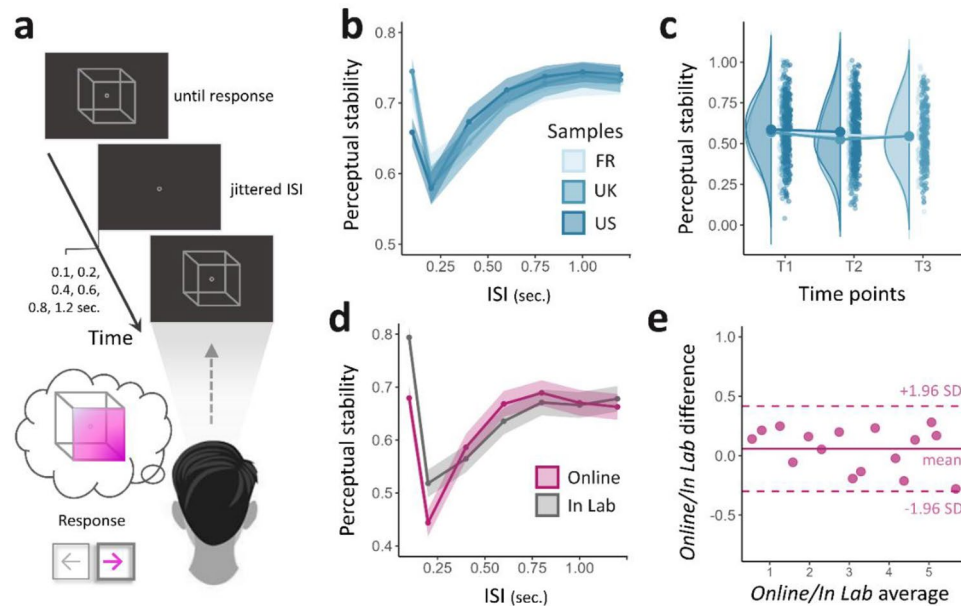 a
until response
jittered ISI
0.1, 0.2,
0.4, 0.6,
0.8, 1.2 sec.
Time
Response
b
Perceptual stability
0.8
0.7
0.6
0.5
0.25 0.50 0.75 1.00
ISI (sec.)
Samples
FR
UK
US
c
Perceptual stability
1.00
0.75
0.50
0.25
0.00
T1 T2 T3
Time points
d
Perceptual stability
0.8
0.7
0.6
0.5
0.4
0.25 0.50 0.75 1.00
ISI (sec.)
Online
In Lab
e
Online/In Lab difference
1.0
0.5
0.0
-0.5
+1.96 SD
mean
-1.96 SD
1 2 3 4 5
Online/In Lab average